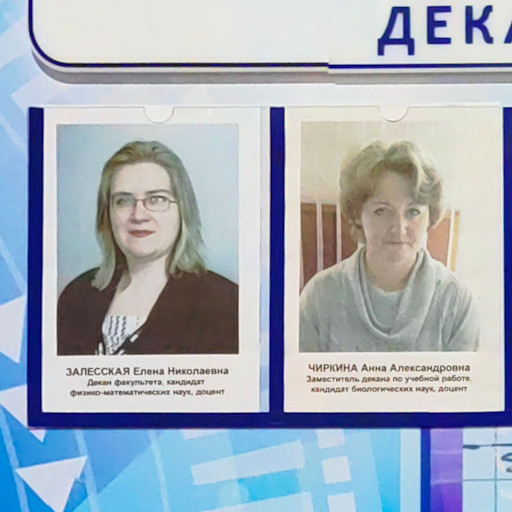 ДЕКА
ЗАЛЕССКАЯ Елена Николаевна
Декан факультета, кандидат
физико-математических наук, доцент
ЧИРКИНА Анна Александровна
Заместитель декана по учебной работе,
кандидат биологических наук, доцент